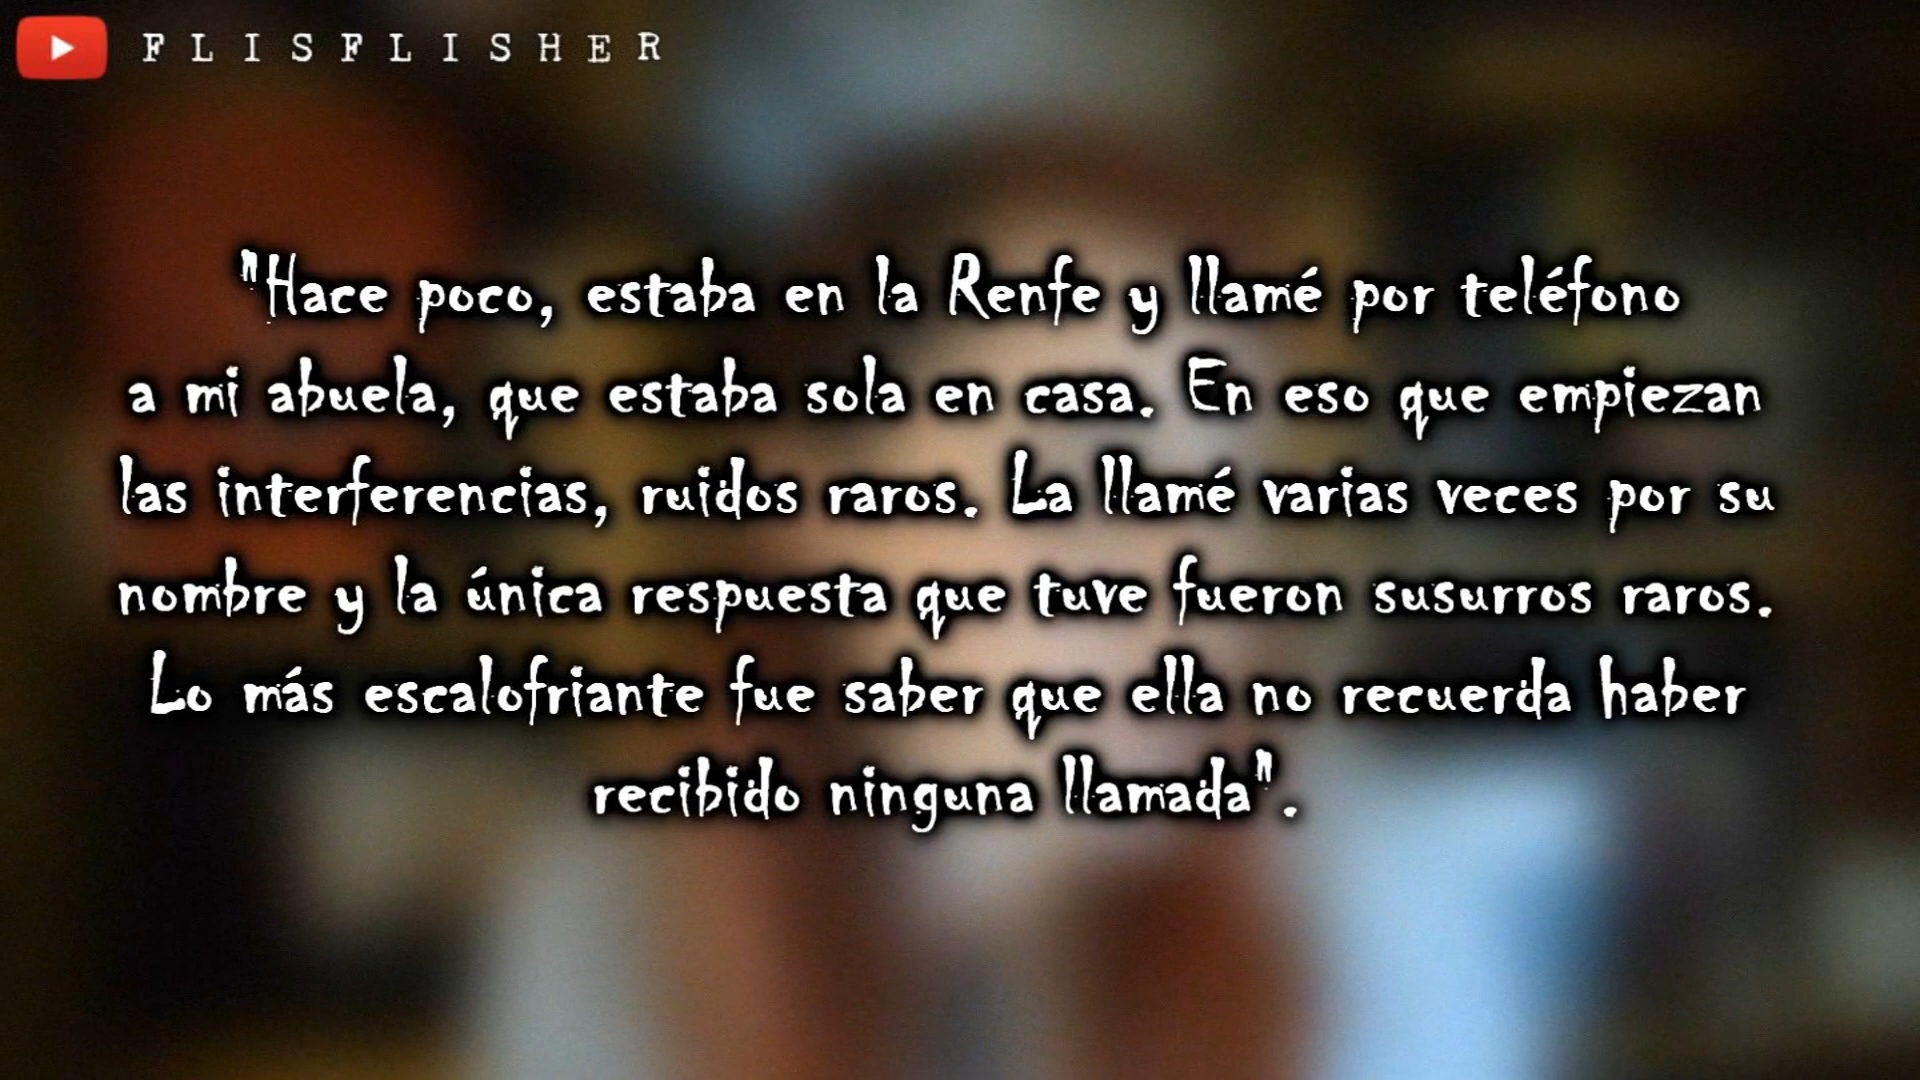 FLISFLISHER
"Hace poco, estaba en la Renfe y llamé por teléfono
a mi abuela, que estaba sola en casa. En eso que empiezan
las interferencias, ruidos raros. La llamé varias veces por su
nombre y la única respuesta que tuve fueron susurros raros.
Lo más escalofriante fue saber que ella no recuerda haber
recibido ninguna llamada".